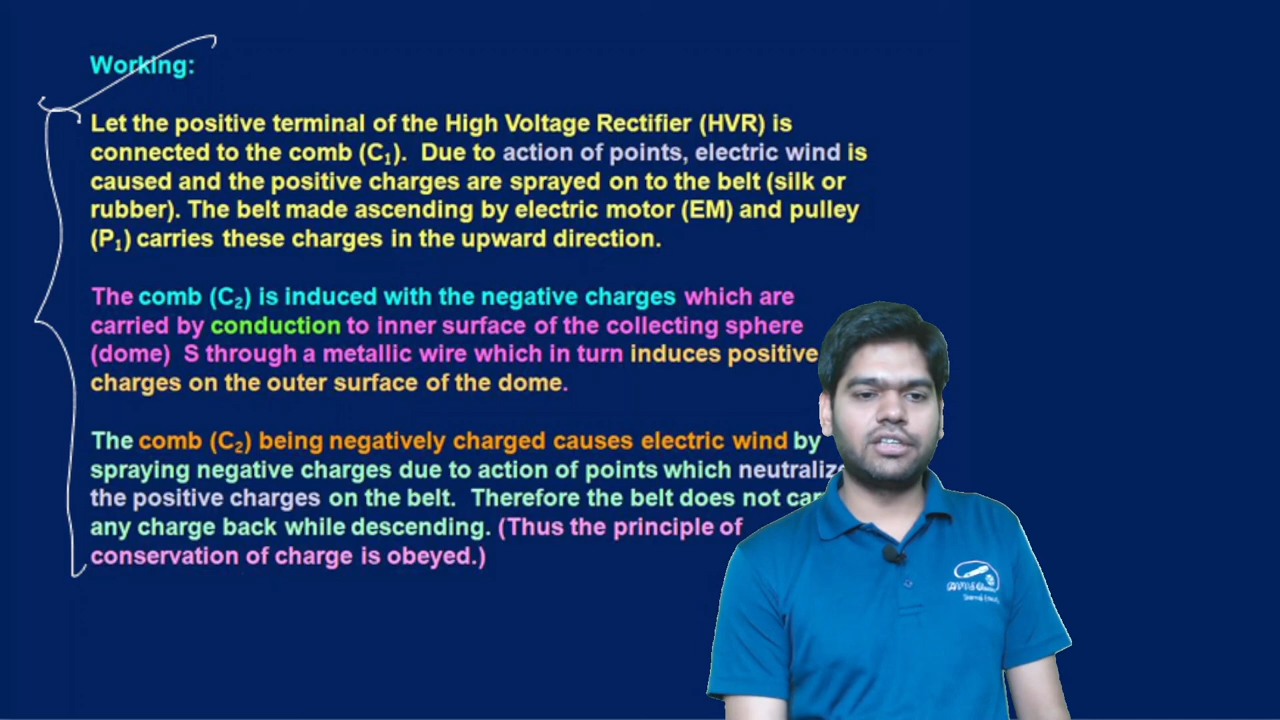 Working:
Let the positive terminal of the High Voltage Rectifier (HVR) is
connected to the comb (C₁). Due to action of points, electric wind is
caused and the positive charges are sprayed on to the belt (silk or
rubber). The belt made ascending by electric motor (EM) and pulley
(P₁) carries these charges in the upward direction.
The comb (C₂) is induced with the negative charges which are
carried by conduction to inner surface of the collecting sphere
(dome) S through a metallic wire which in turn induces positive
charges on the outer surface of the dome.
The comb (C₂) being negatively charged causes electric wind by
spraying negative charges due to action of points which
the positive charges on the belt. Therefore the belt does not
any charge back while descending. (Thus the principle of
conservation of charge is obeyed.)